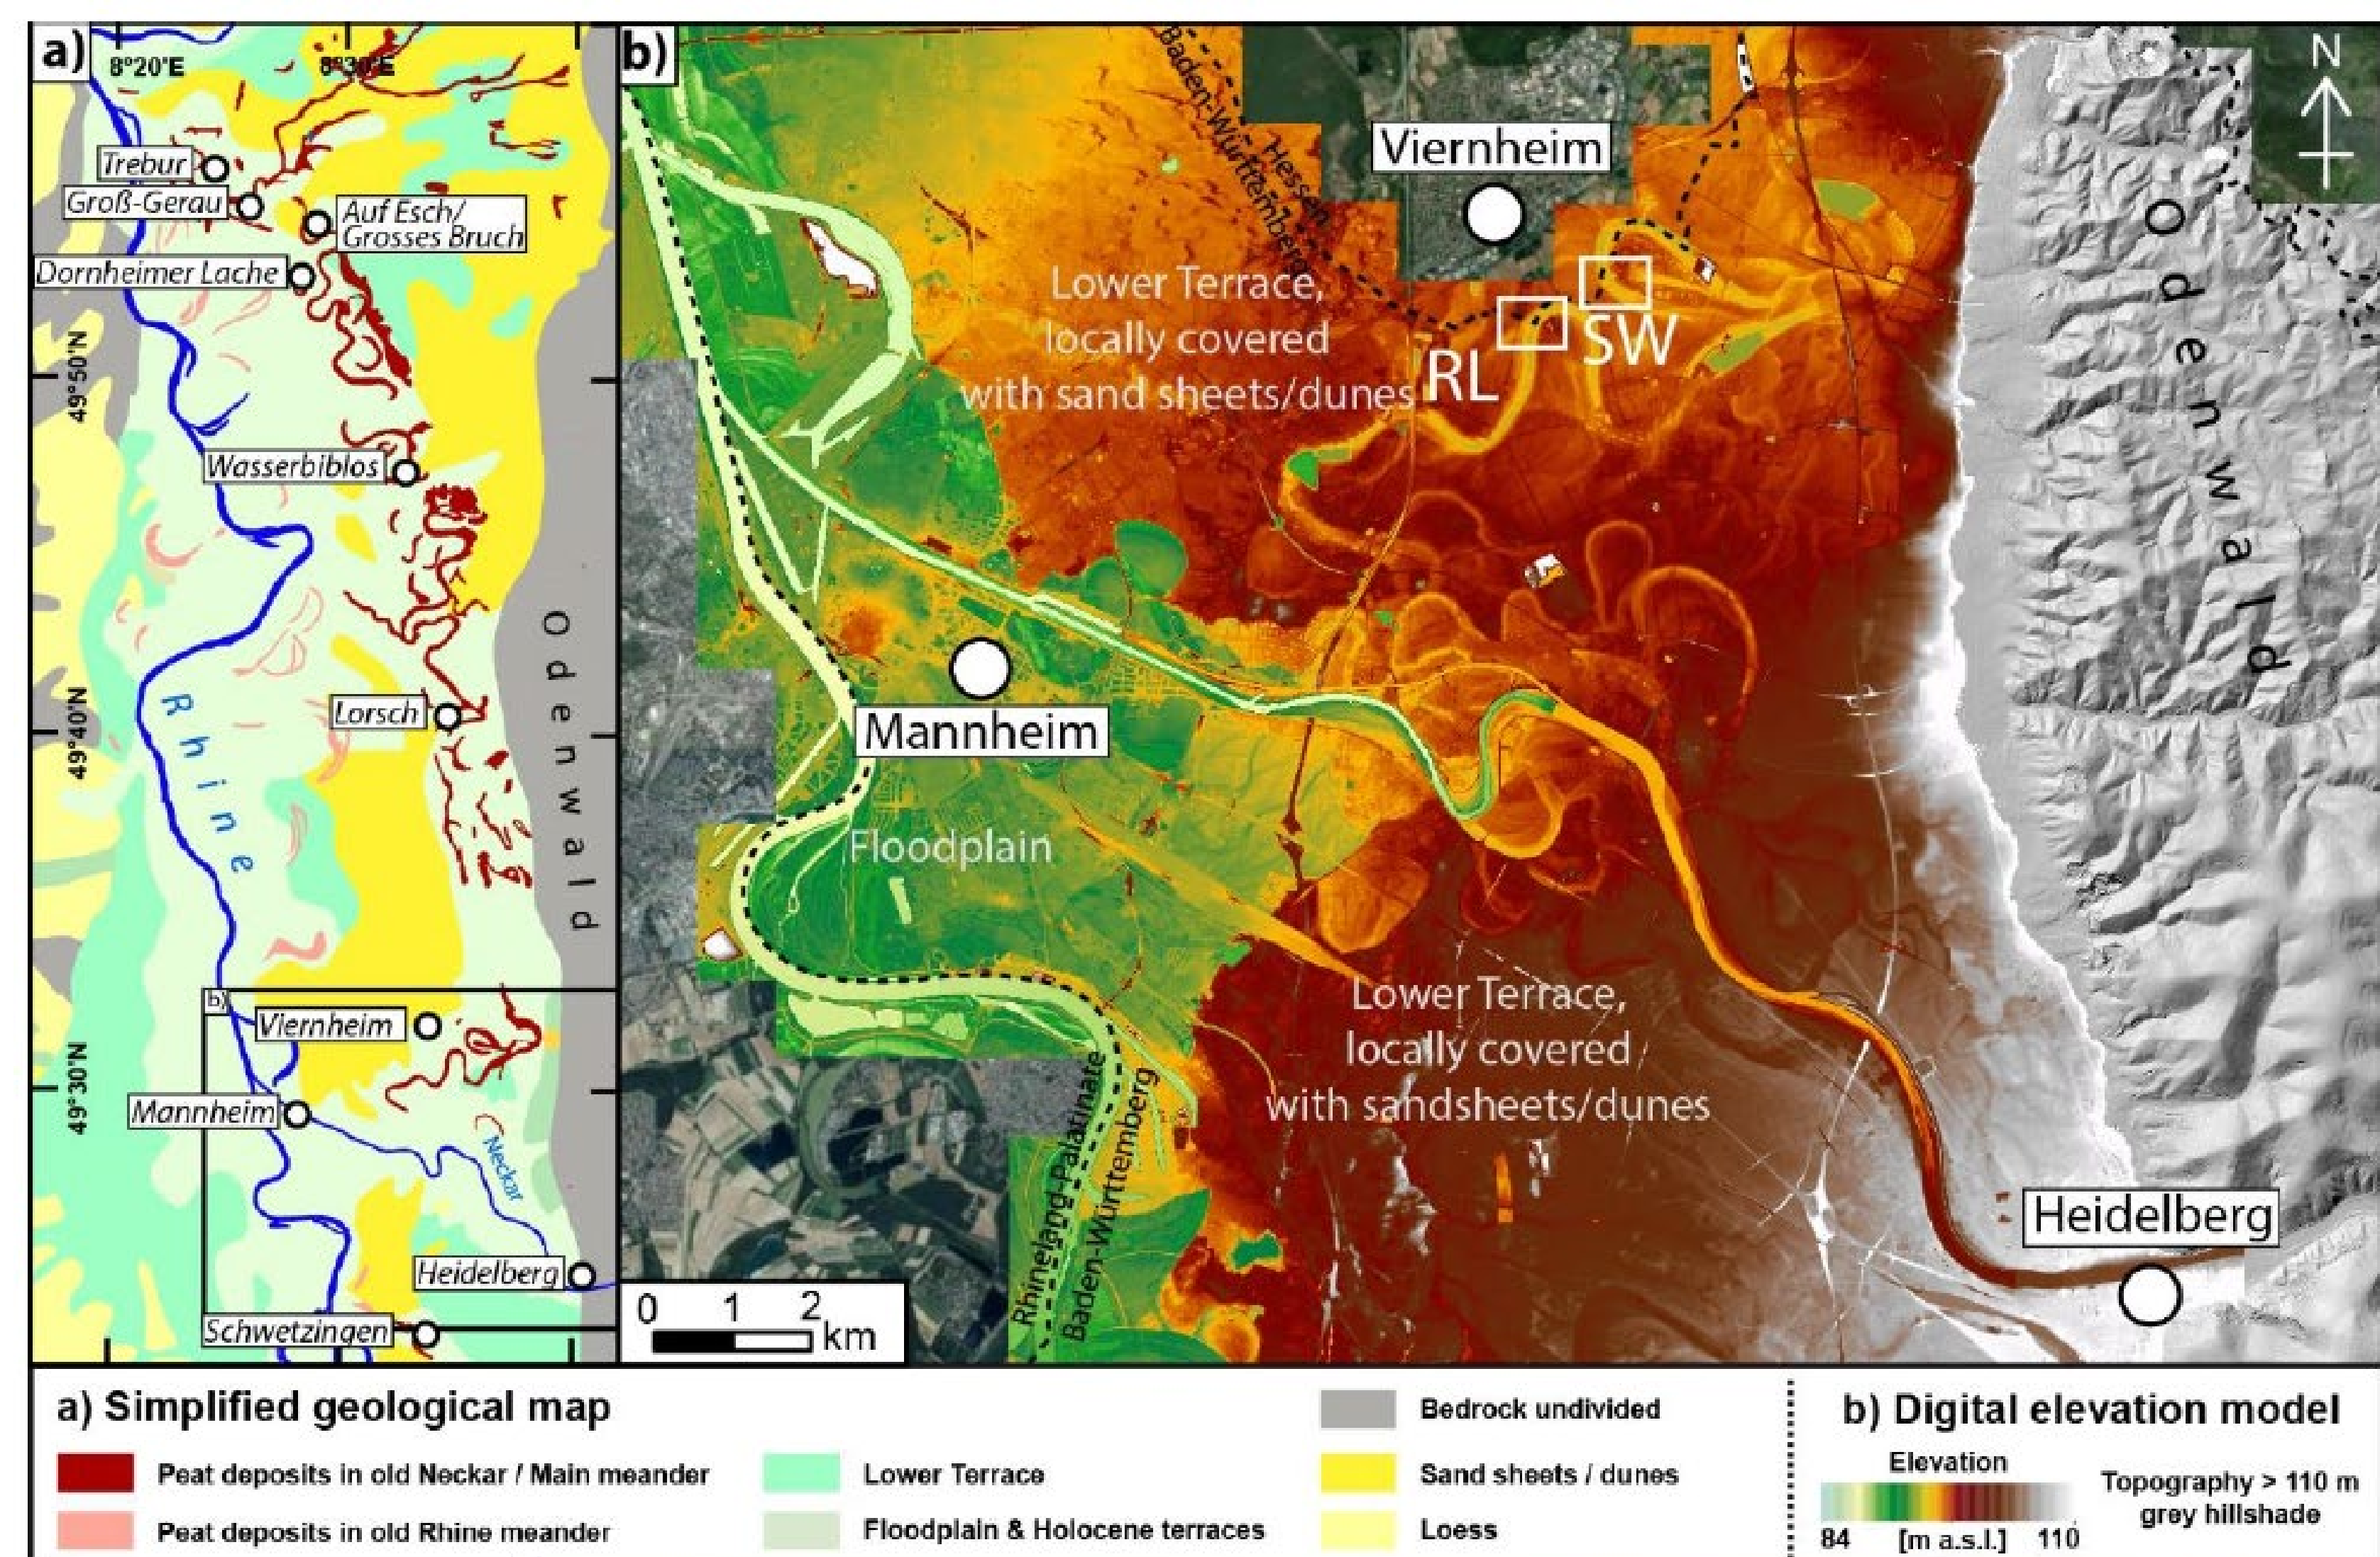 a)
8°20'E
8°30'E
Trebur
Groß-Gerau
Auf Esch/
Grosses Bruch
Dornheimer Lache
49°50'N
Wasserbiblos
Odenwald
Lorsch
49°40'N
Rhine
b)
Viernheim
49°30'N
Mannheim
Neckar
Heidelberg
Schwetzingen
b)
Baden-Württemberg
Hessen
Viernheim
N
Odenwald
Lower Terrace,
locally covered
with sand sheets/dunes
RL
SW
Mannheim
Floodplain
Lower Terrace,
locally covered
with sandsheets/dunes
Rhineland-Palatinate
Baden-Württemberg
Heidelberg
0 1 2
km
a) Simplified geological map
Peat deposits in old Neckar / Main meander
Peat deposits in old Rhine meander
Lower Terrace
Floodplain & Holocene terraces
Bedrock undivided
Sand sheets / dunes
Loess
b) Digital elevation model
Elevation
84 [m a.s.l.] 110
Topography > 110 m
grey hillshade